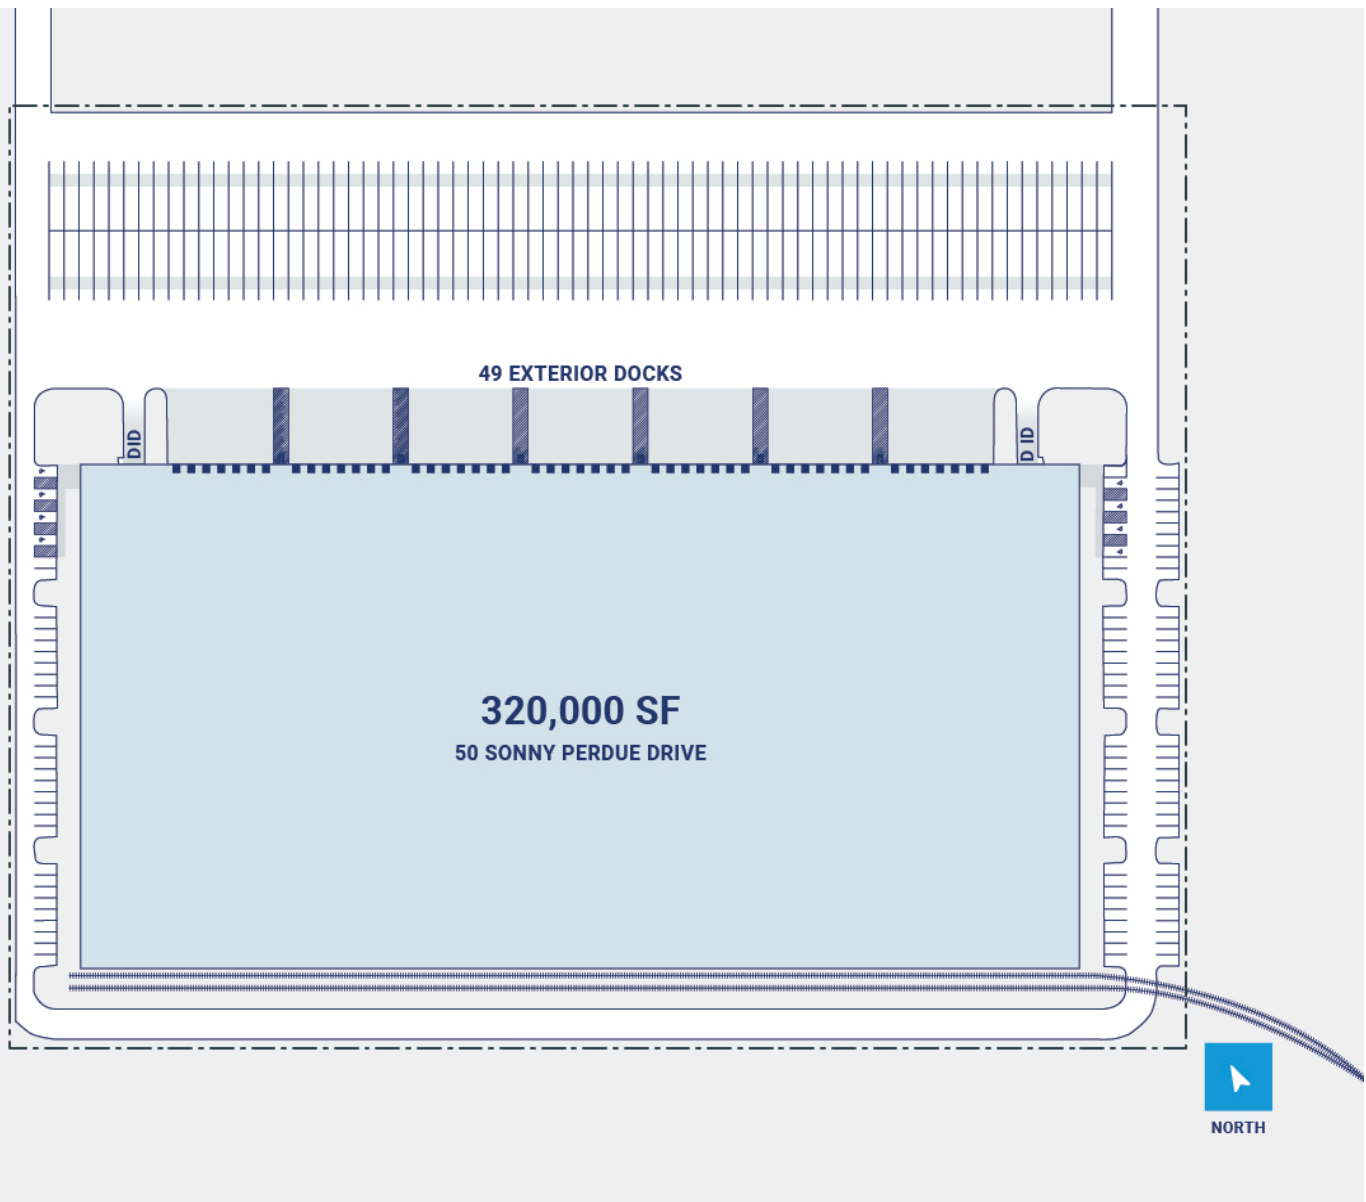 49 EXTERIOR DOCKS
DID
D ID
320,000 SF
50 SONNY PERDUE DRIVE
NORTH